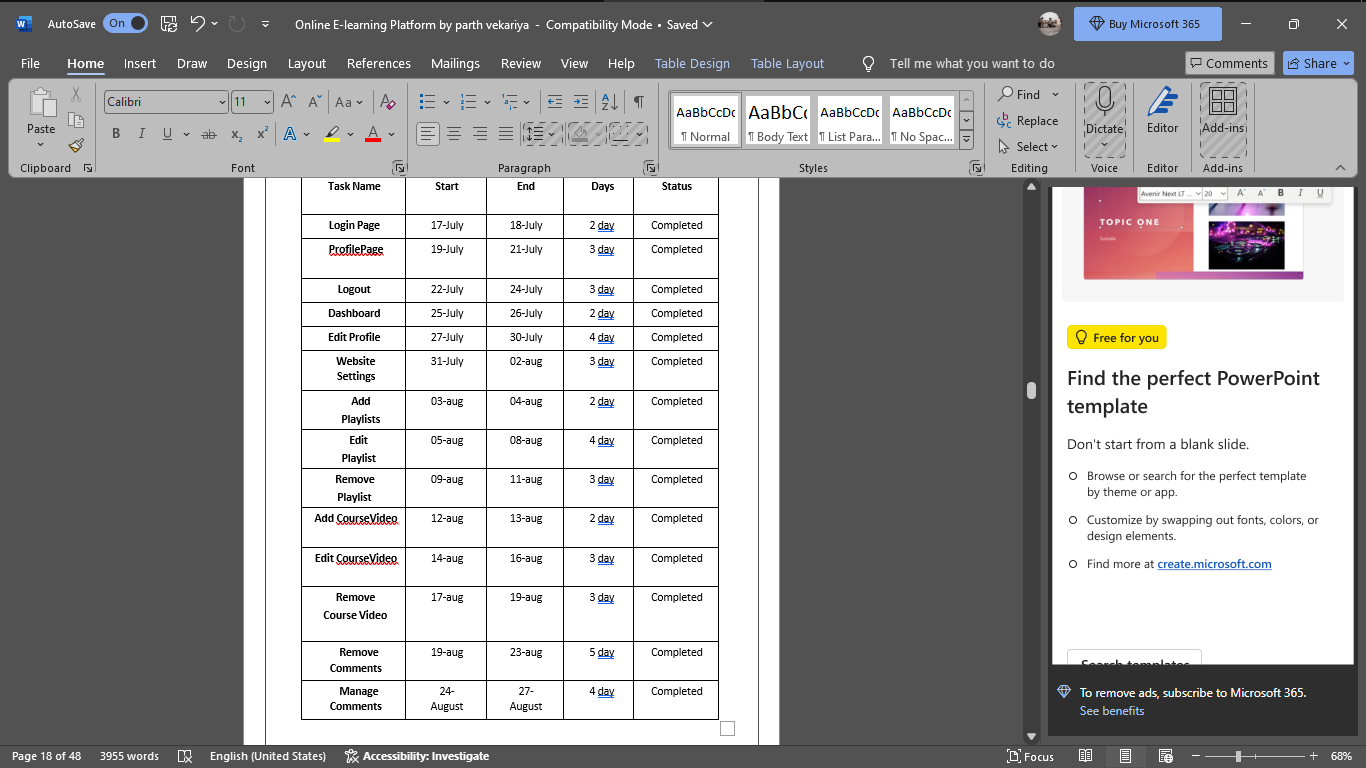 AutoSave On Online E-learning Platform by parth vekariya - Compatibility Mode • Saved Buy Microsoft 365
File Home Insert Draw Design Layout References Mailings Review View Help Table Design Table Layout Tell me what you want to do Comments Share
Paste
Calibri 11
Aa
B I U ab x₂ x² A A
AaBbCcDc AaBbCc AaBbCcDc AaBbCcDc
¶ Normal ¶ Body Text ¶ List Para... ¶ No Spac...
Find
Replace
Select
Dictate Editor Add-ins
Clipboard Font Paragraph Styles Editing Voice Editor Add-ins
Task Name Start End Days Status
Login Page 17-July 18-July 2 day Completed
ProfilePage 19-July 21-July 3 day Completed
Logout 22-July 24-July 3 day Completed
Dashboard 25-July 26-July 2 day Completed
Edit Profile 27-July 30-July 4 day Completed
Website 31-July 02-aug 3 day Completed
Settings
Add 03-aug 04-aug 2 day Completed
Playlists
Edit 05-aug 08-aug 4 day Completed
Playlist
Remove 09-aug 11-aug 3 day Completed
Playlist
Add CourseVideo 12-aug 13-aug 2 day Completed
Edit CourseVideo 14-aug 16-aug 3 day Completed
Remove 17-aug 19-aug 3 day Completed
Course Video
Remove 19-aug 23-aug 5 day Completed
Comments
Manage 24- 27- 4 day Completed
Comments August August
Avenir Next LT ... 20 A A B I U
TOPIC ONE
Subtitle
Free for you
Find the perfect PowerPoint
template
Don't start from a blank slide.
Browse or search for the perfect template
by theme or app.
Customize by swapping out fonts, colors, or
design elements.
Find more at create.microsoft.com
Search templates
To remove ads, subscribe to Microsoft 365.
See benefits
Page 18 of 48 3955 words English (United States) Accessibility: Investigate Focus 68%